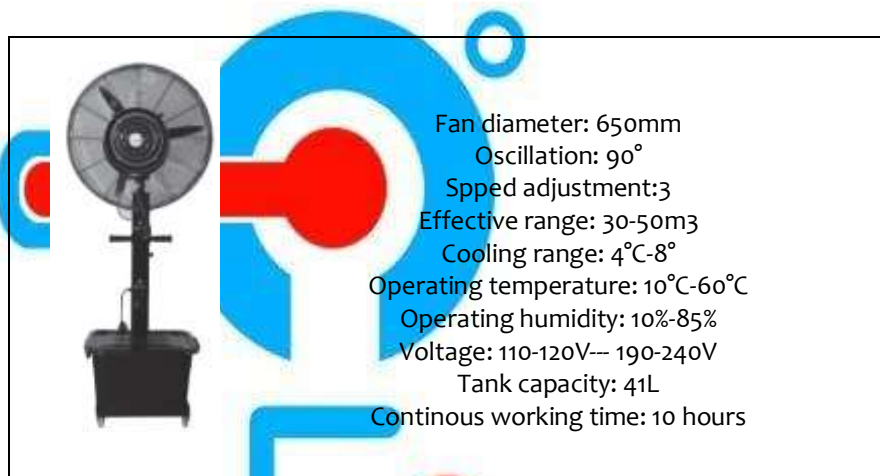 Fan diameter: 650mm
Oscillation: 90°
Spped adjustment:3
Effective range: 30-50m3
Cooling range: 4°C-8°
Operating temperature: 10°C-60°C
Operating humidity: 10%-85%
Voltage: 110-120V--- 190-240V
Tank capacity: 41L
Continous working time: 10 hours